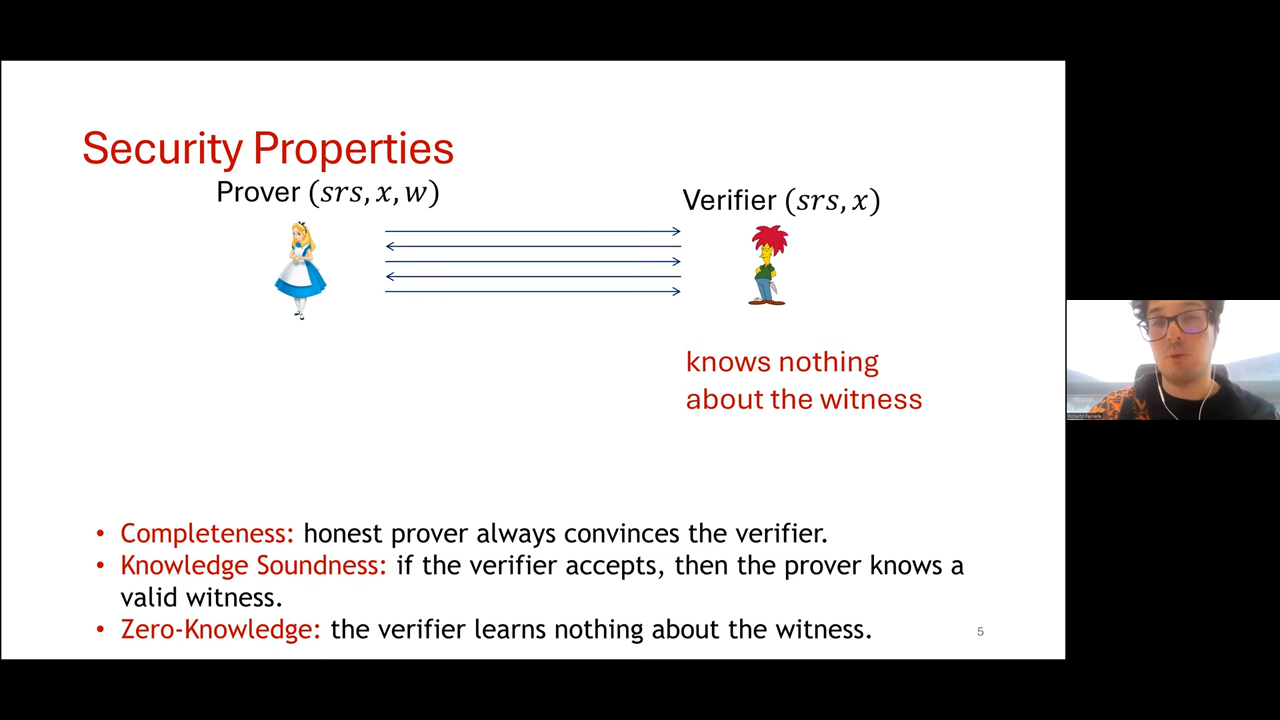 Security Properties
Prover (𝑠𝑟𝑠, 𝑥, 𝑤)
Verifier (𝑠𝑟𝑠, 𝑥)
knows nothing
about the witness
• Completeness: honest prover always convinces the verifier.
• Knowledge Soundness: if the verifier accepts, then the prover knows a
valid witness.
• Zero-Knowledge: the verifier learns nothing about the witness.
5